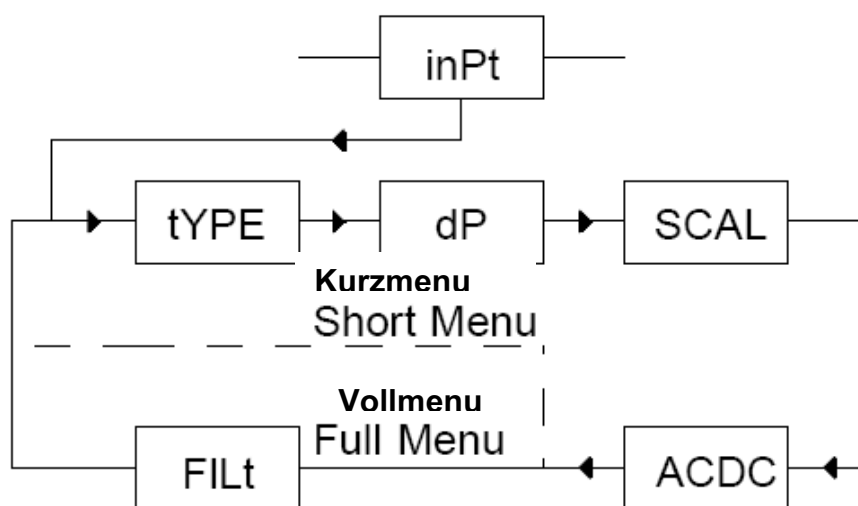 inPt
tYPE
dP
SCAL
Kurzmenu
Short Menu
Vollmenu
Full Menu
FILt
ACDC